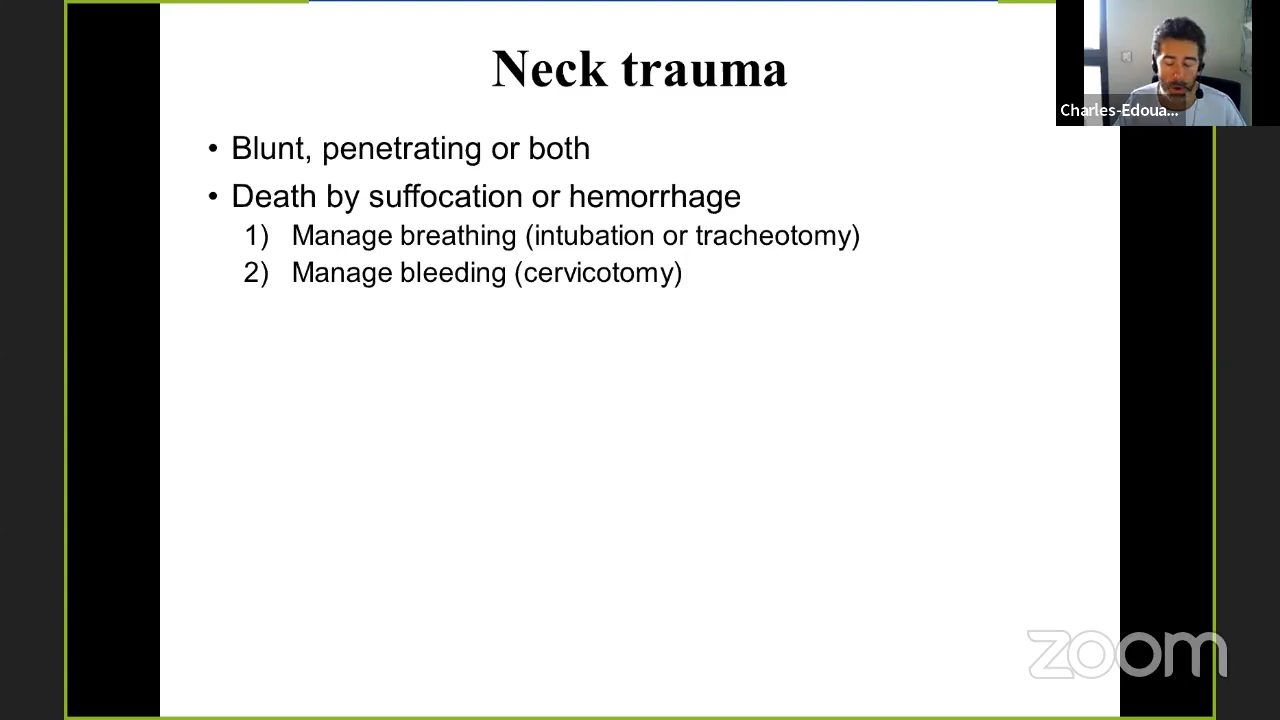 Neck trauma
Charles-Edoua...
• Blunt, penetrating or both
• Death by suffocation or hemorrhage
1) Manage breathing (intubation or tracheotomy)
2) Manage bleeding (cervicotomy)
zoom